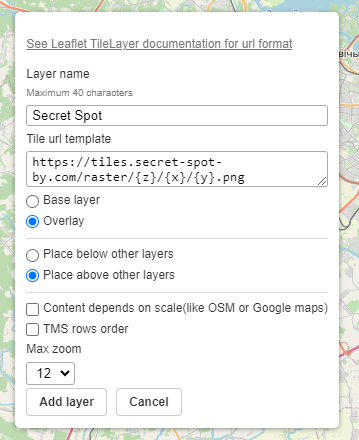 See Leaflet TileLayer documentation for url format
Layer name
Maximum 40 characters
Secret Spot
Tile url template
https://tiles.secret-spot-
by.com/raster/{z}/{x}/{y}.png
Base layer
Overlay
Place below other layers
Place above other layers
Content depends on scale(like OSM or Google maps)
TMS rows order
Max zoom
12
Add layer
Cancel